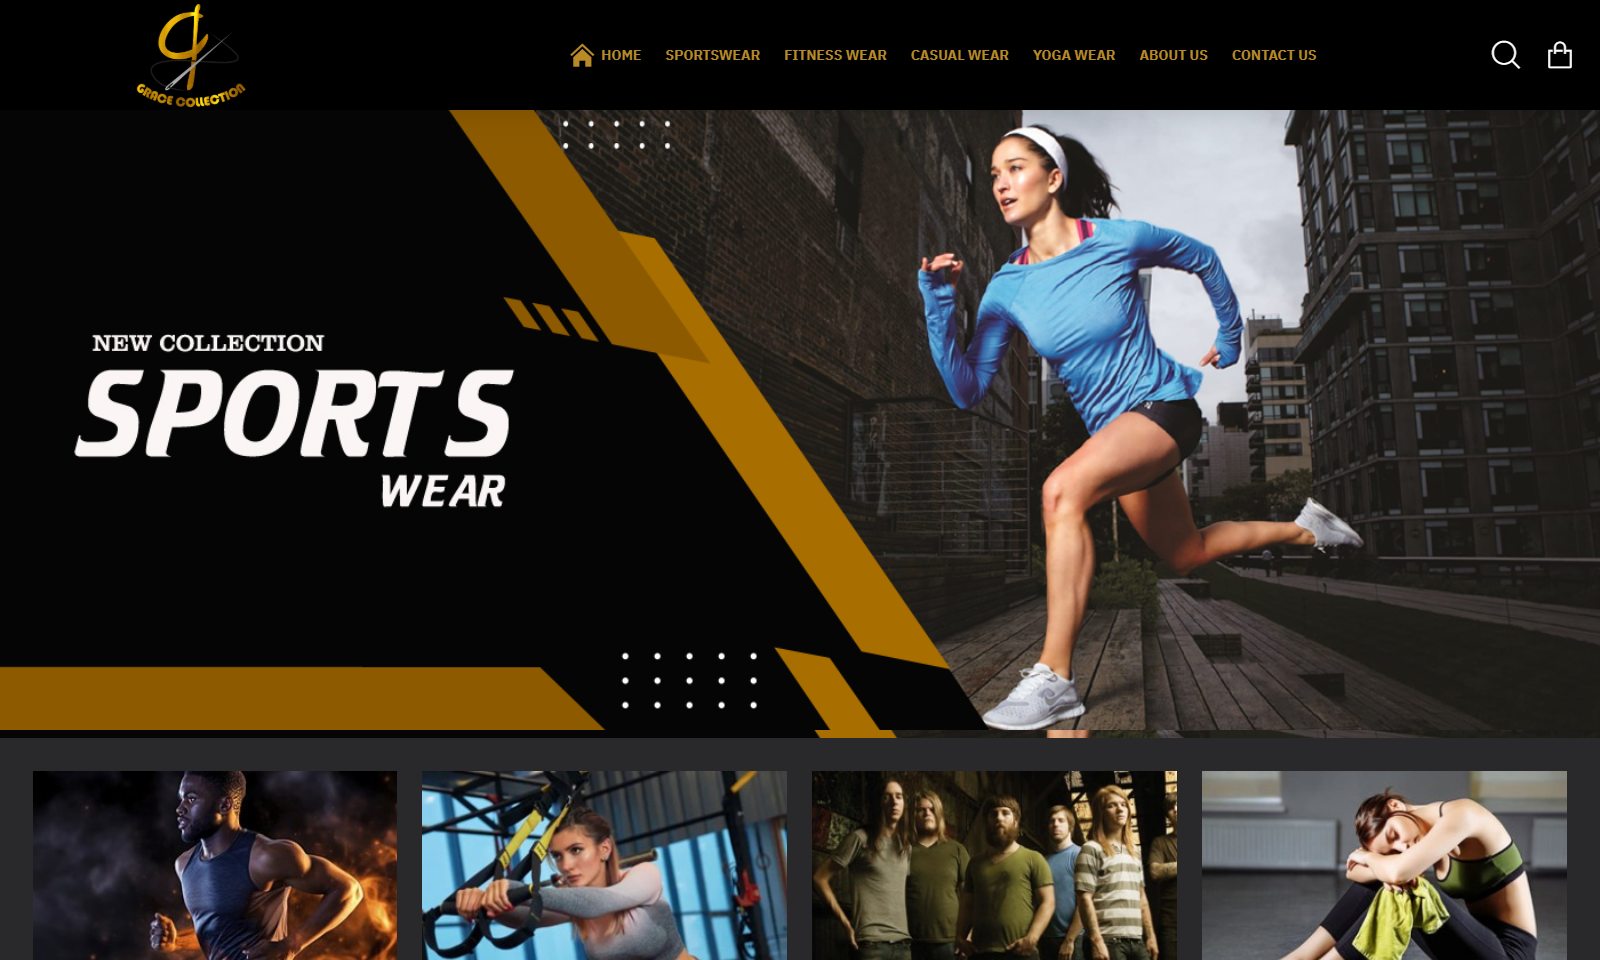 GRACE COLLECTION
HOME SPORTSWEAR FITNESS WEAR CASUAL WEAR YOGA WEAR ABOUT US CONTACT US
NEW COLLECTION
SPORTS
WEAR